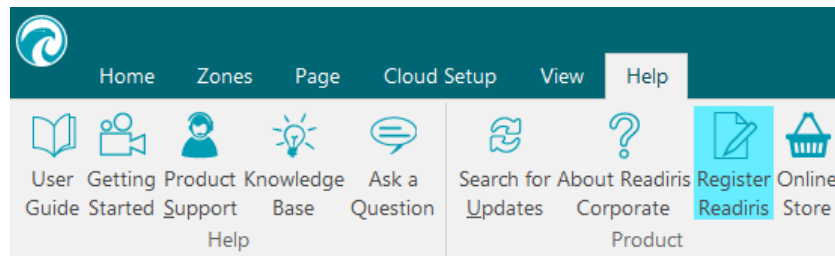 Home Zones Page Cloud Setup View Help
User Getting Product Knowledge Ask a Search for About Readiris Register Online
Guide Started Support Base Question Updates Corporate Readiris Store
Help Product